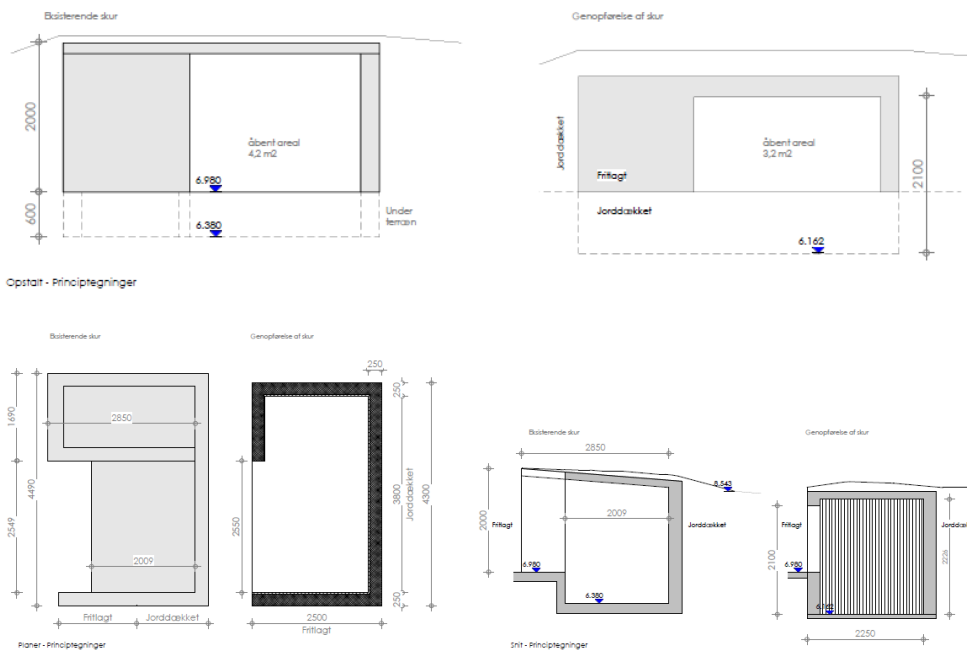 Eksisterende skur
Genopførelse af skur
2000
600
åbent areal
4,2 m2
6.980
6.380
Under
terræn
Jorddækket
Fritlagt
Jorddækket
åbent areal
3,2 m2
6.162
2100
Opstalt - Principtegninger
Eksisterende skur
Genopførelse af skur
1690
4490
2549
2850
2009
Fritlagt
Jorddækket
250
250
2550
3800
Jorddækket
4300
250
2500
Fritlagt
Planer - Principtegninger
Eksisterende skur
Genopførelse af skur
2850
8.543
2000
Fritlagt
2009
Jorddækket
6.980
6.380
Fritlagt
2100
6.980
6.162
2226
2250
Snit - Principtegninger